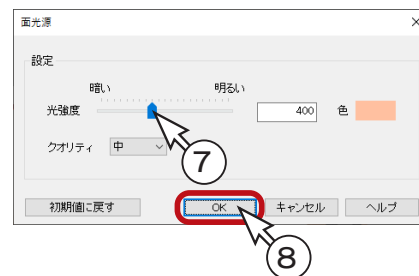 面光源
設定
暗い 明るい
光強度 400 色
クオリティ 中
⑦
初期値に戻す OK キャンセル ヘルプ
⑧